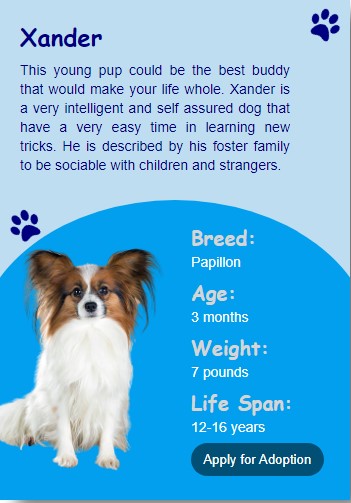 Xander
This young pup could be the best buddy
that would make your life whole. Xander is
a very intelligent and self assured dog that
have a very easy time in learning new
tricks. He is described by his foster family
to be sociable with children and strangers.
Breed:
Papillon
Age:
3 months
Weight:
7 pounds
Life Span:
12-16 years
Apply for Adoption